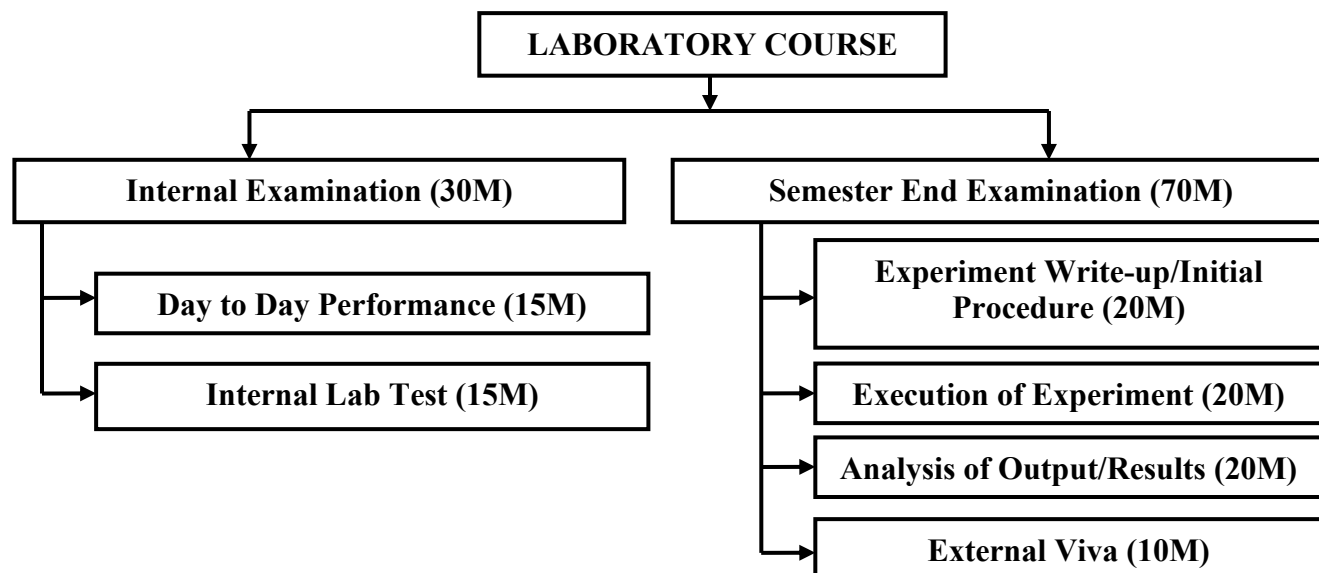 LABORATORY COURSE
Internal Examination (30M)
Day to Day Performance (15M)
Internal Lab Test (15M)
Semester End Examination (70M)
Experiment Write-up/Initial
Procedure (20M)
Execution of Experiment (20M)
Analysis of Output/Results (20M)
External Viva (10M)